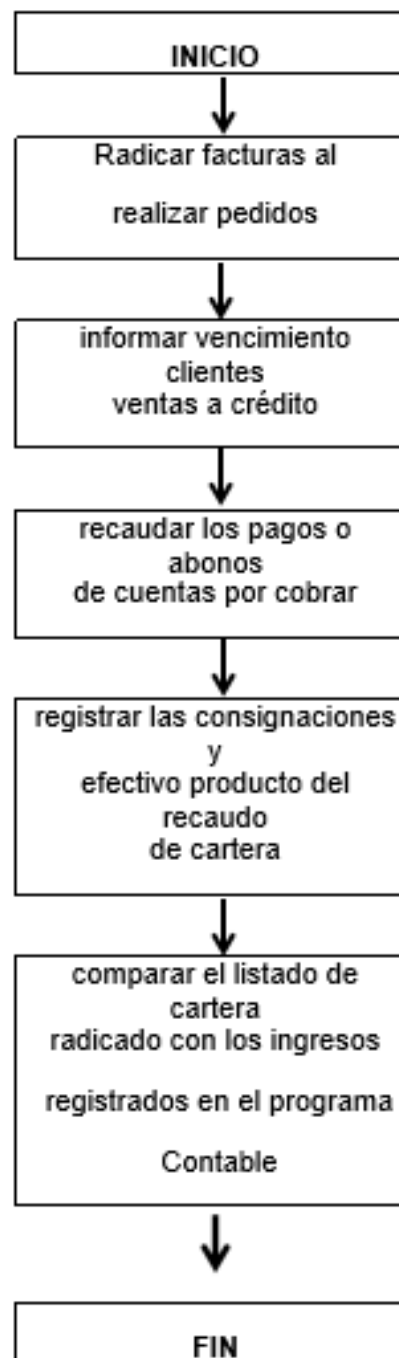 INICIO
Radicar facturas al
realizar pedidos
informar vencimiento
clientes
ventas a crédito
recaudar los pagos o
abonos
de cuentas por cobrar
registrar las consignaciones
y
efectivo producto del
recaudo
de cartera
comparar el listado de
cartera
radicado con los ingresos
registrados en el programa
Contable
FIN